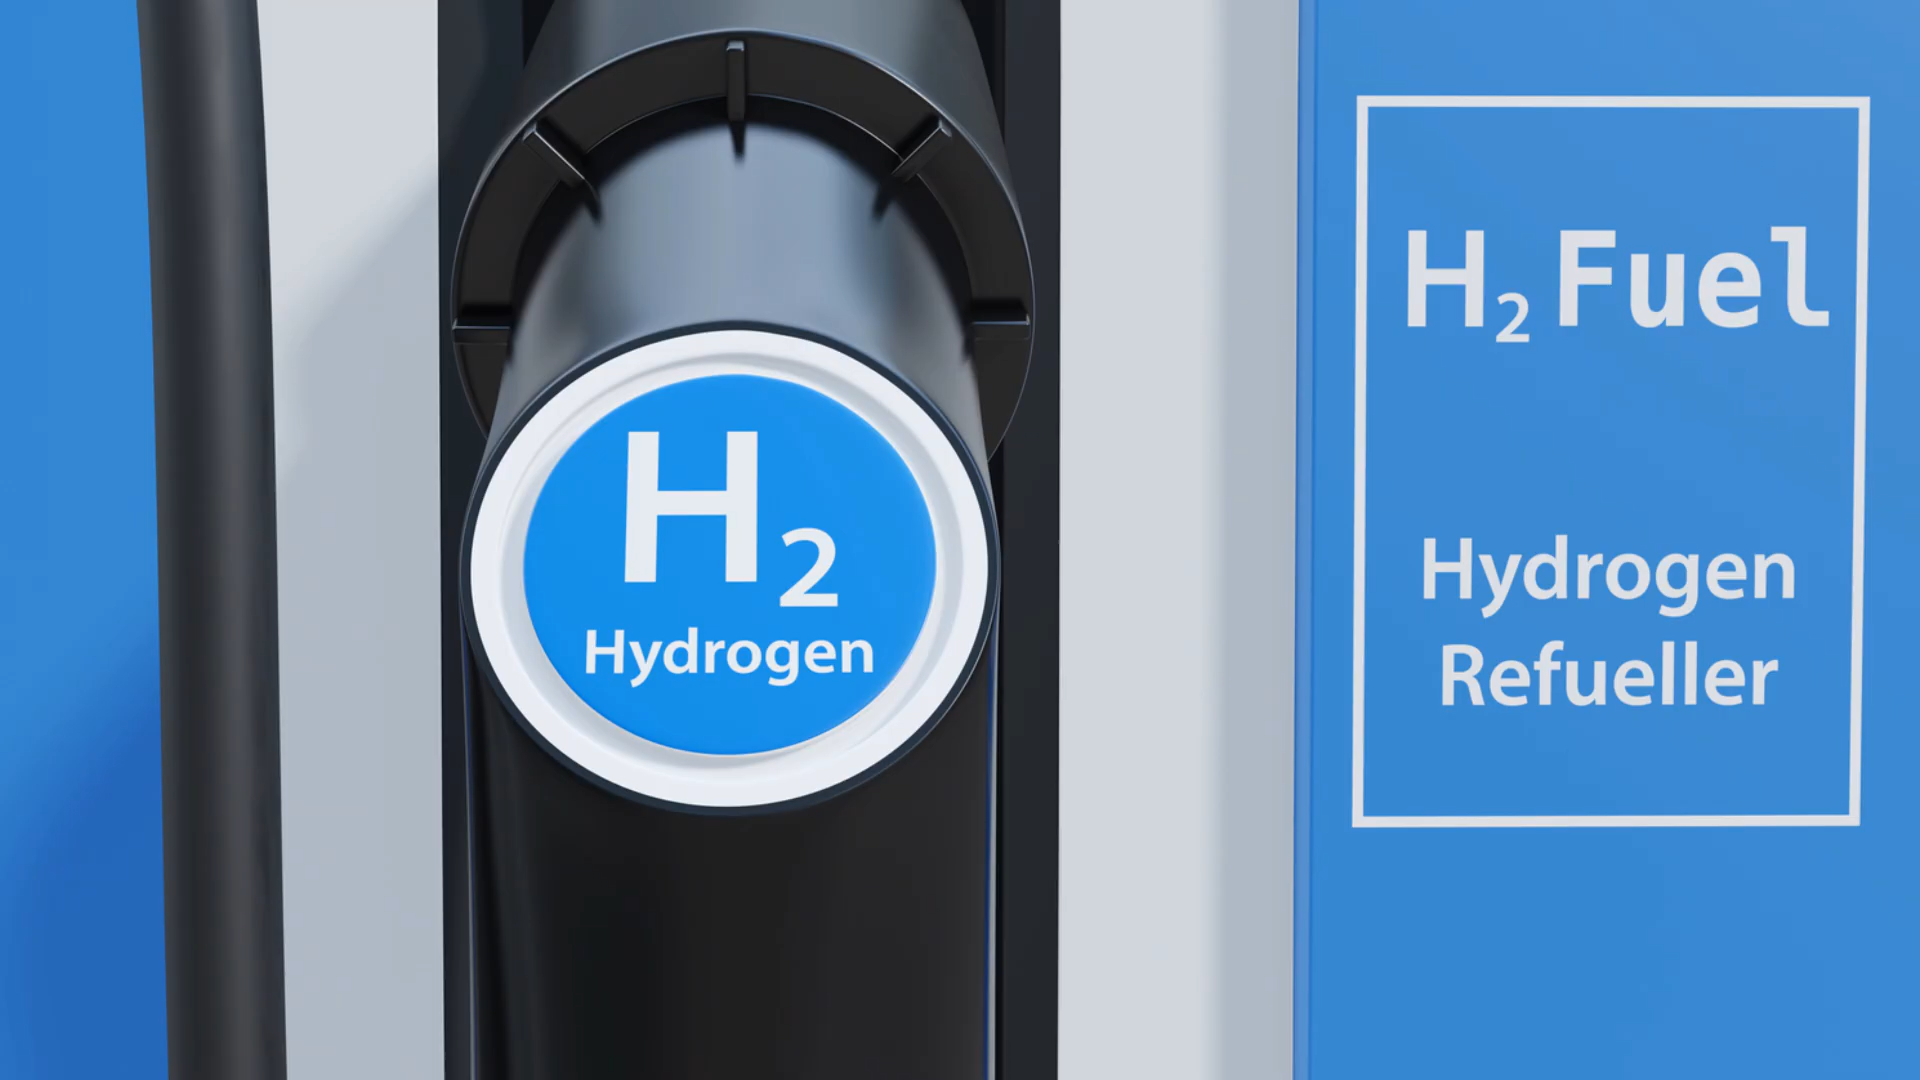 H₂
Hydrogen
H₂ Fuel
Hydrogen
Refueller